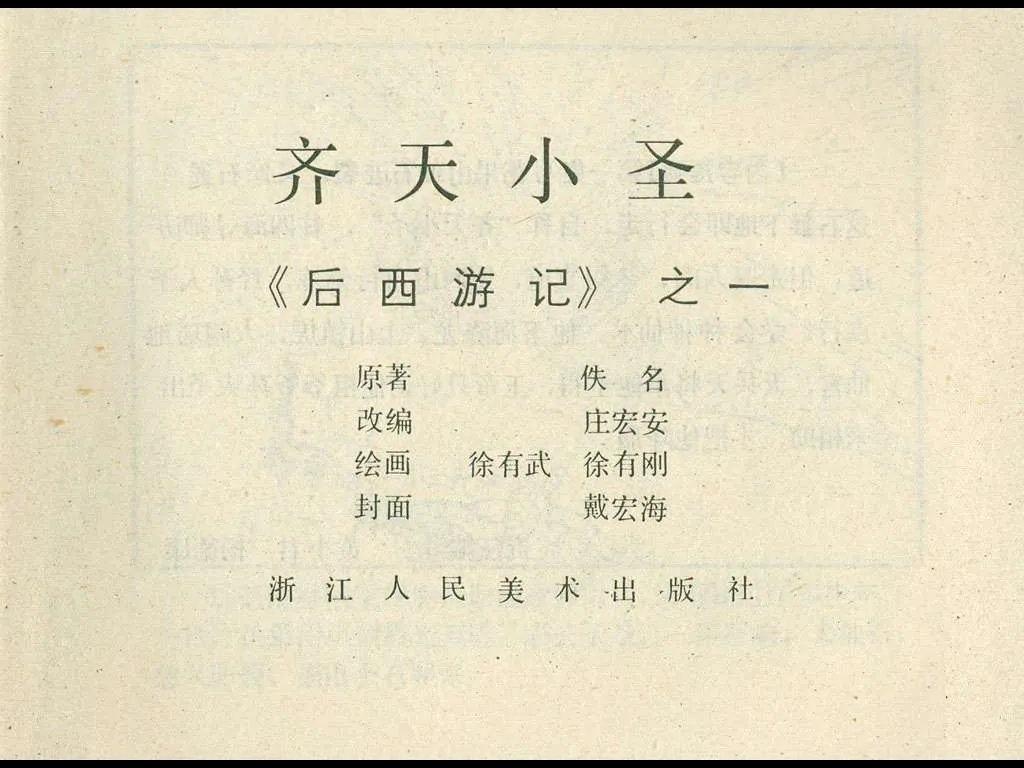 齐天小圣
《后西游记》之一
原著 佚名
改编 庄宏安
绘画 徐有武 徐有刚
封面 戴宏海
浙江人民美术出版社